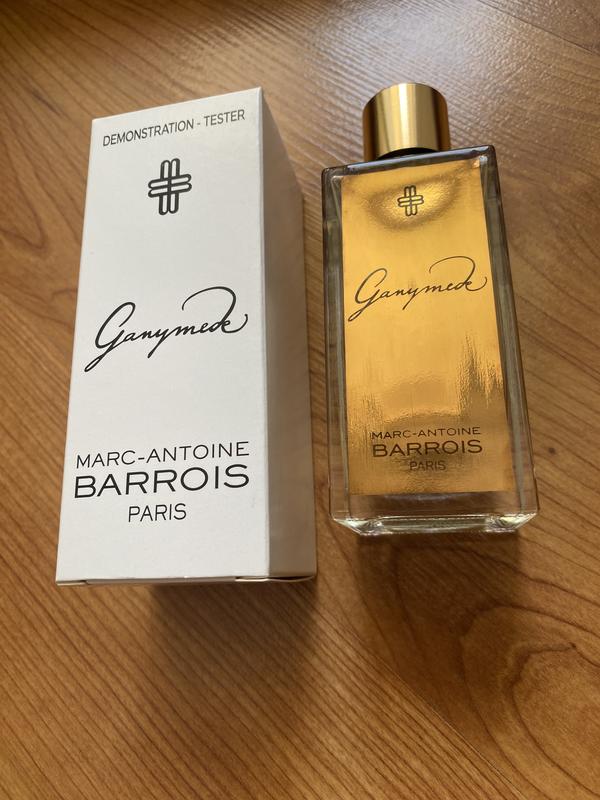 DEMONSTRATION - TESTER
Ganymede
MARC-ANTOINE
BARROIS
PARIS
Ganymede
MARC-ANTOINE
BARROIS
PARIS